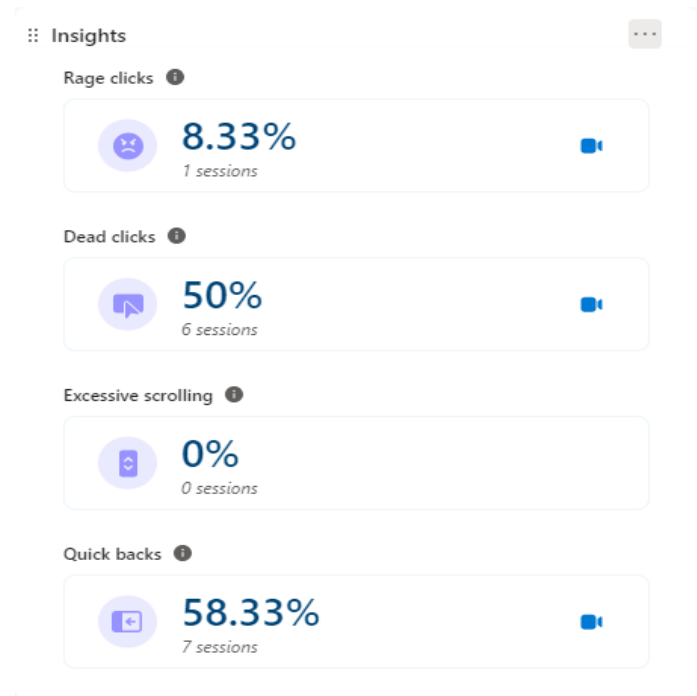 Insights
Rage clicks
8.33%
1 sessions
Dead clicks
50%
6 sessions
Excessive scrolling
0%
0 sessions
Quick backs
58.33%
7 sessions